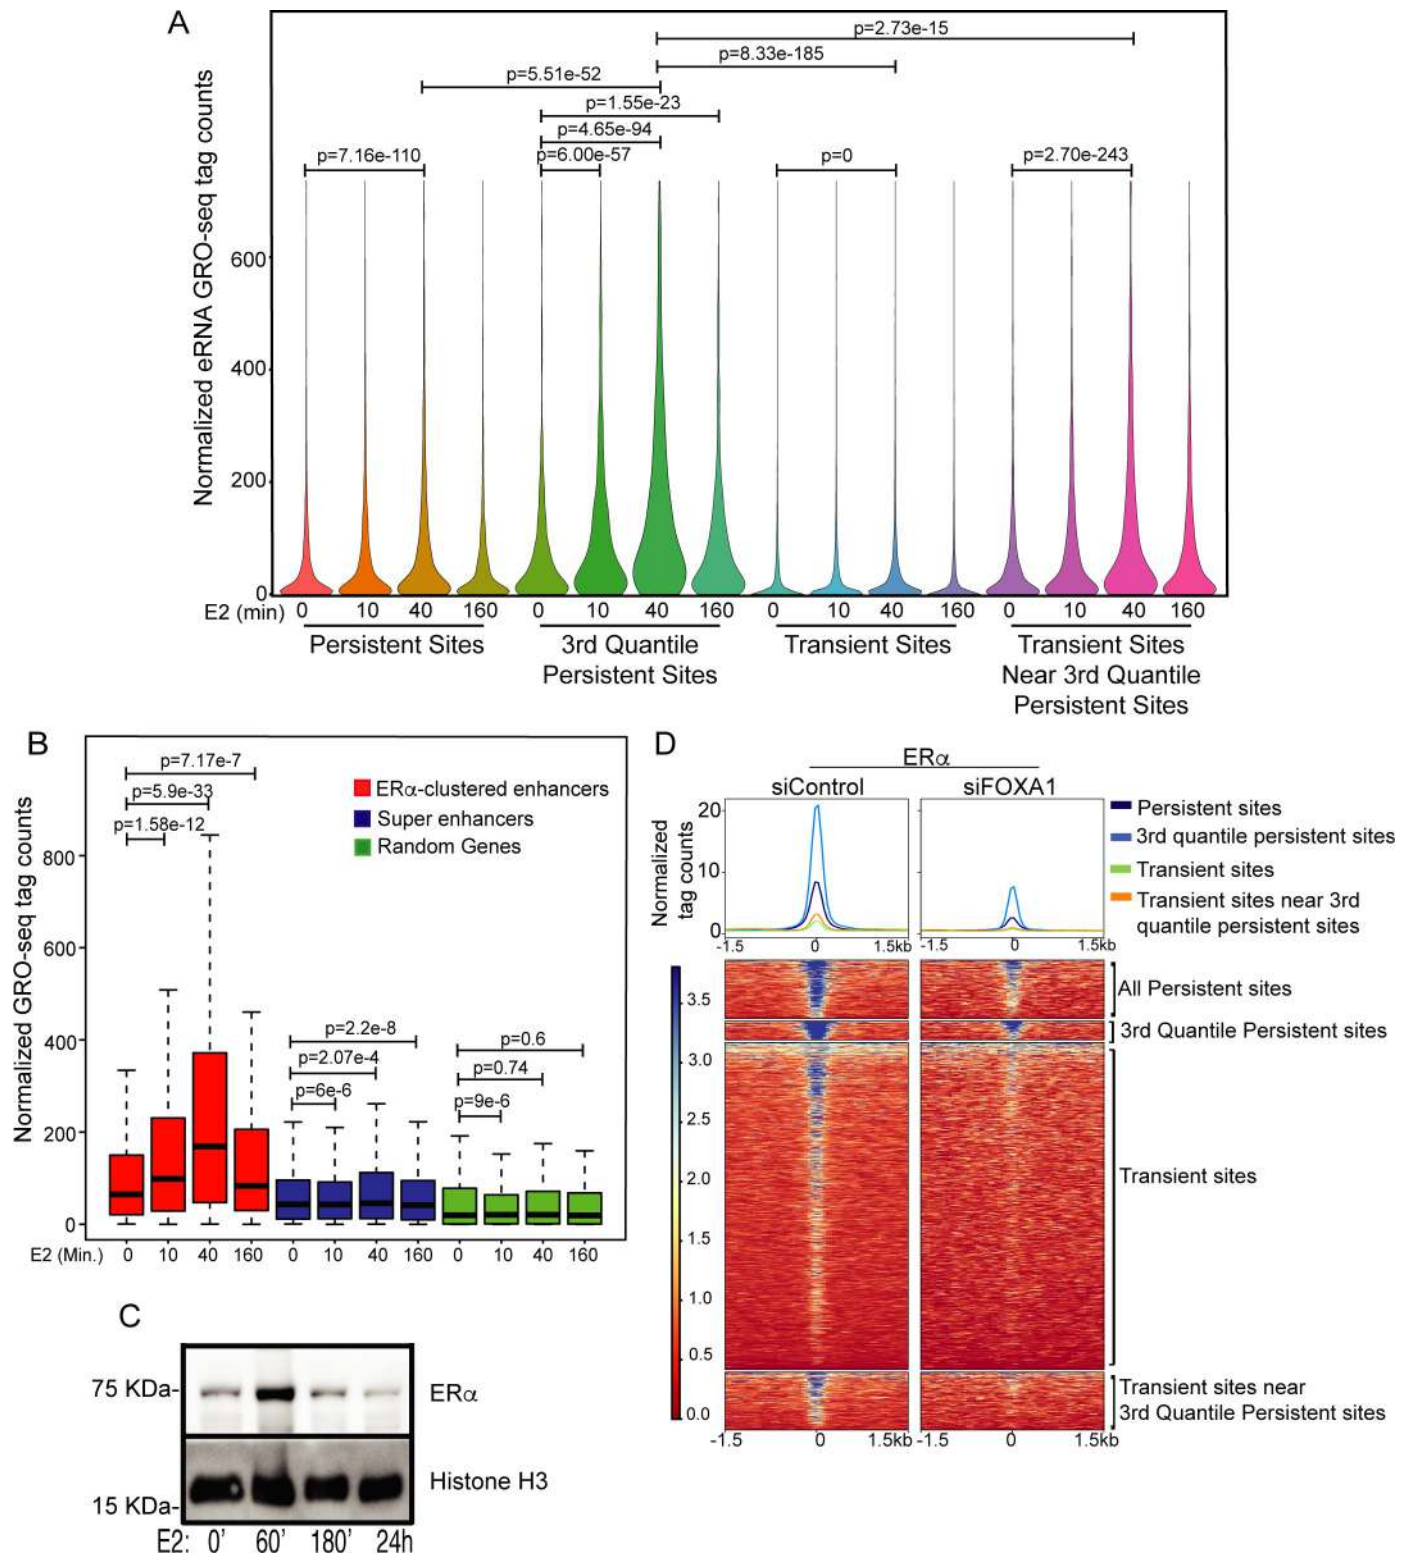 A
p=2.73e-15
p=8.33e-185
p=5.51e-52
p=1.55e-23
p=4.65e-94
p=7.16e-110
p=6.00e-57
p=0
p=2.70e-243
Normalized eRNA GRO-seq tag counts
600
400
200
0
E2 (min)
0 10 40 160 0 10 40 160 0 10 40 160 0 10 40 160
Persistent Sites
3rd Quantile
Persistent Sites
Transient Sites
Transient Sites
Near 3rd Quantile
Persistent Sites
B
p=7.17e-7
p=5.9e-33
p=1.58e-12
ERα-clustered enhancers
Super enhancers
Random Genes
p=2.2e-8
p=2.07e-4
p=6e-6
p=0.6
p=0.74
p=9e-6
Normalized GRO-seq tag counts
800
600
400
200
0
E2 (Min.)
0 10 40 160 0 10 40 160 0 10 40 160
C
75 KDa-
ERα
15 KDa-
Histone H3
E2: 0' 60' 180' 24h
D
ERα
siControl
siFOXA1
Normalized
tag counts
20
10
0
-1.5 0 1.5kb
-1.5 0 1.5kb
Persistent sites
3rd quantile persistent sites
Transient sites
Transient sites near 3rd
quantile persistent sites
3.5
3.0
2.5
2.0
1.5
1.0
0.5
0.0
All Persistent sites
3rd Quantile Persistent sites
Transient sites
Transient sites near
3rd Quantile Persistent sites
-1.5 0 1.5kb
-1.5 0 1.5kb